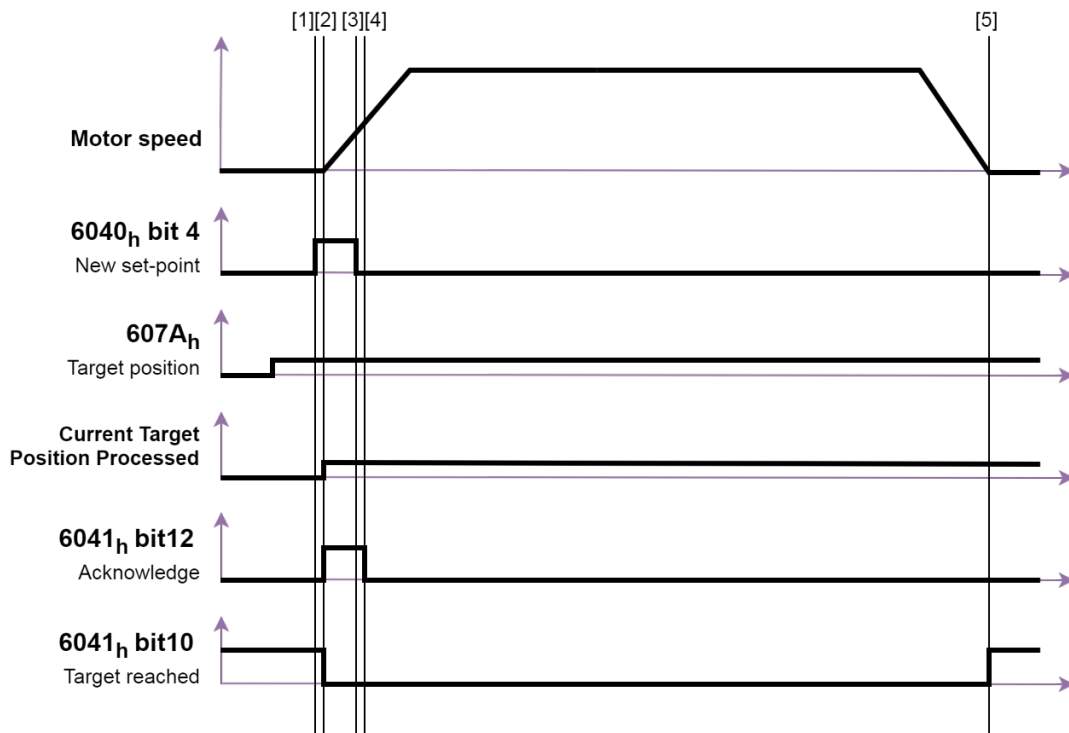 [1][2] [3][4] [5]
Motor speed
6040h bit 4
New set-point
607Ah
Target position
Current Target
Position Processed
6041h bit12
Acknowledge
6041h bit10
Target reached